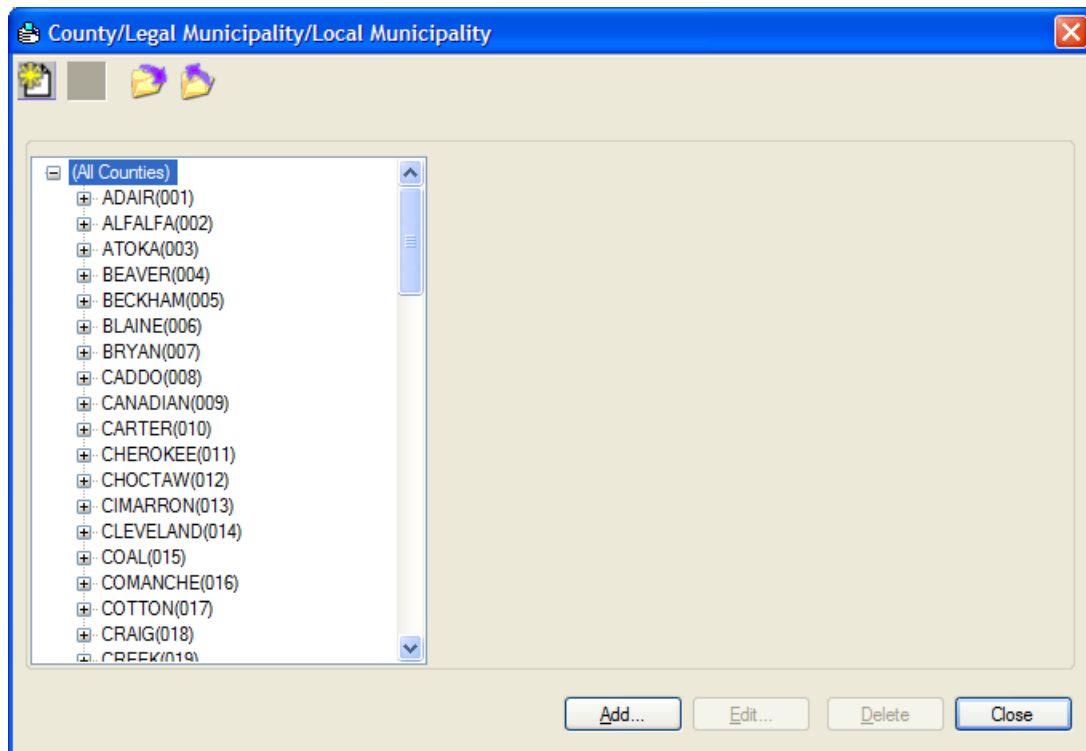 County/Legal Municipality/Local Municipality
(All Counties)
ADAIR(001)
ALFALFA(002)
ATOKA(003)
BEAVER(004)
BECKHAM(005)
BLAINE(006)
BRYAN(007)
CADDO(008)
CANADIAN(009)
CARTER(010)
CHEROKEE(011)
CHOCTAW(012)
CIMARRON(013)
CLEVELAND(014)
COAL(015)
COMANCHE(016)
COTTON(017)
CRAIG(018)
CREEK(019)
Add... Edit... Delete Close